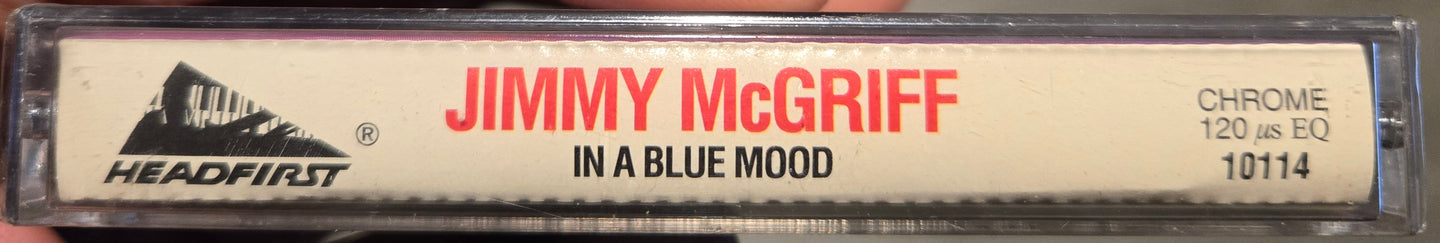 HEADFIRST
®
JIMMY McGRIFF
IN A BLUE MOOD
CHROME
120 µs EQ
10114